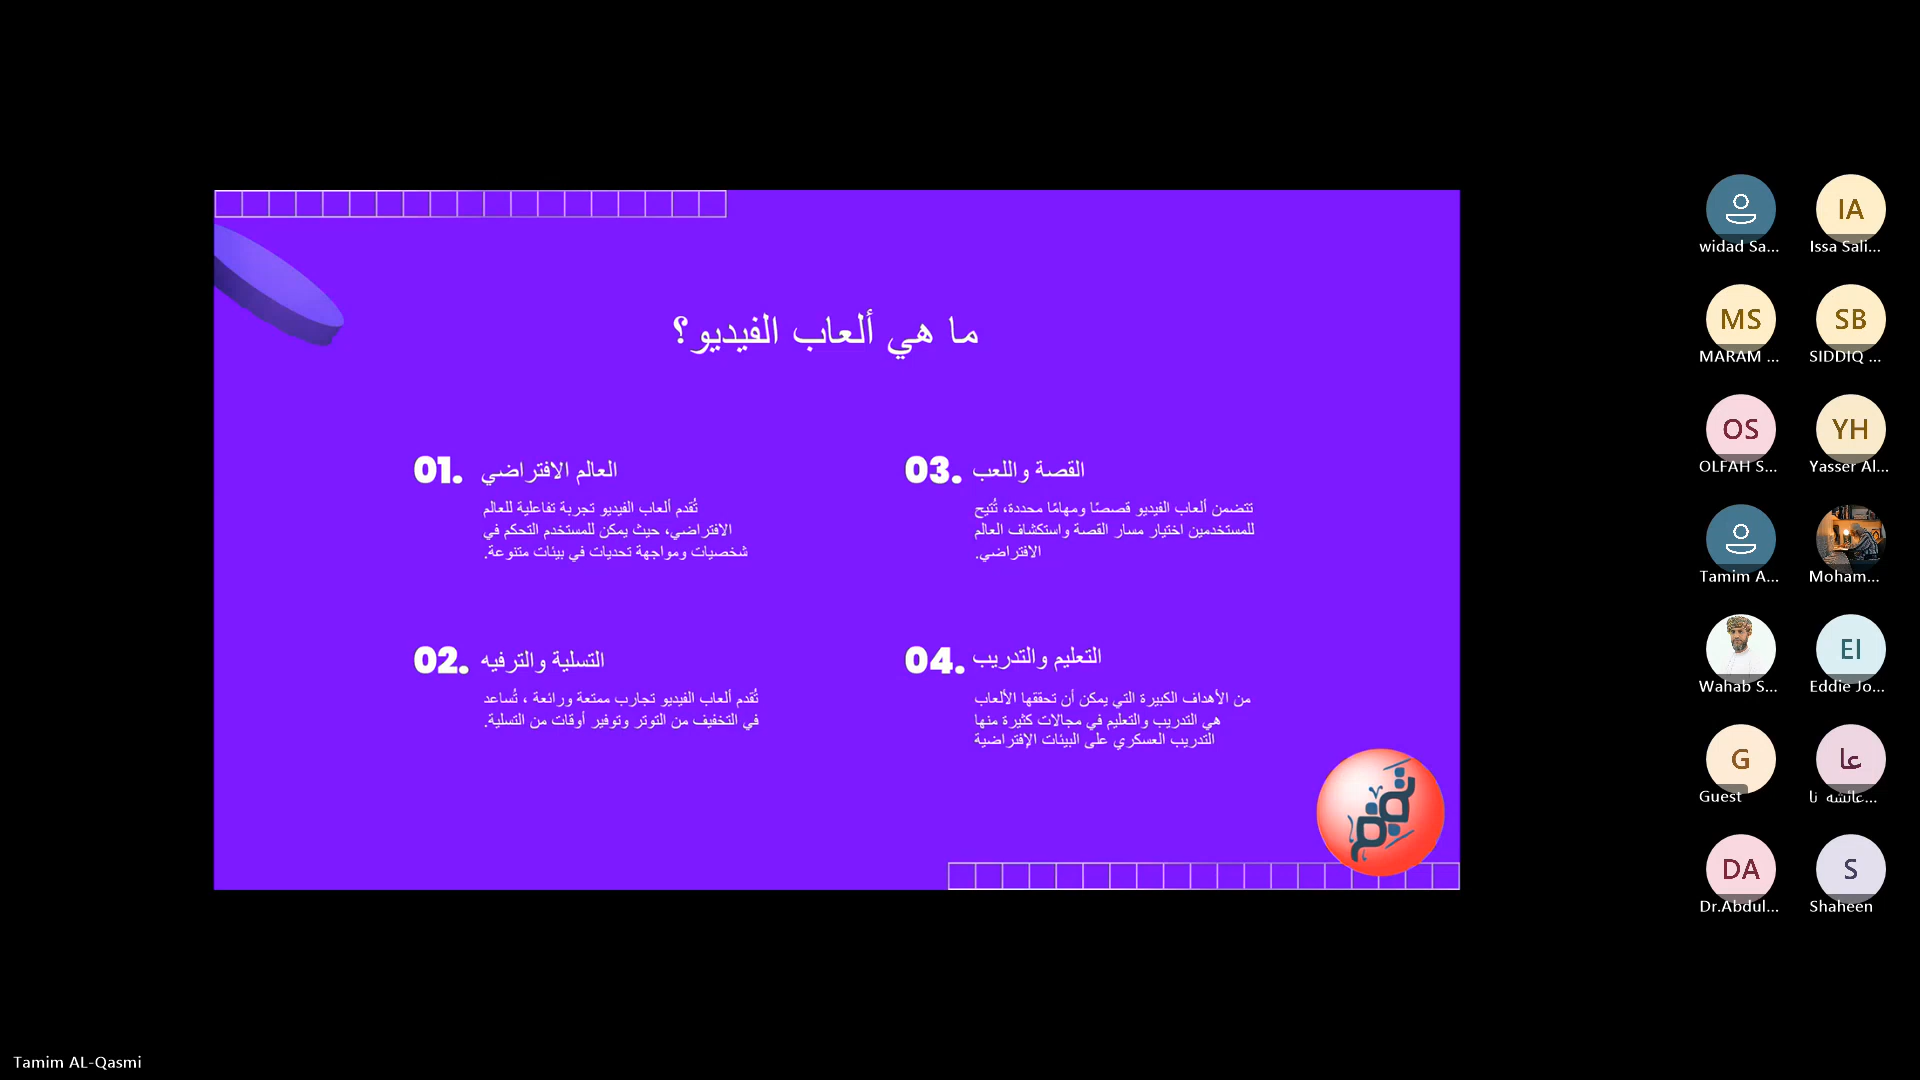 ما هي ألعاب الفيديو؟
01. العالم الافتراضي
تُقدم ألعاب الفيديو تجربة تفاعلية للعالم
الافتراضي، حيث يمكن للمستخدم التحكم في
شخصيات ومواجهة تحديات في بيئات متنوعة.
02. التسلية والترفيه
تُقدم ألعاب الفيديو تجارب ممتعة ورائعة ، تُساعد
في التخفيف من التوتر وتوفير أوقات من التسلية.
03. القصة واللعب
تتضمن ألعاب الفيديو قصصًا ومهامًا محددة، تُتيح
للمستخدمين اختيار مسار القصة واستكشاف العالم
الافتراضي.
04. التعليم والتدريب
من الأهداف الكبيرة التي يمكن أن تحققها الألعاب
هي التدريب والتعليم في مجالات كثيرة منها
التدريب العسكري على البيئات الإفتراضية
widad Sa...
IA
Issa Sali...
MS
MARAM ...
SB
SIDDIQ ...
OS
OLFAH S...
YH
Yasser Al...
Tamim A...
Moham...
Wahab S...
EI
Eddie Jo...
G
Guest
عا
عائشه تا...
DA
Dr.Abdul...
S
Shaheen
Tamim AL-Qasmi